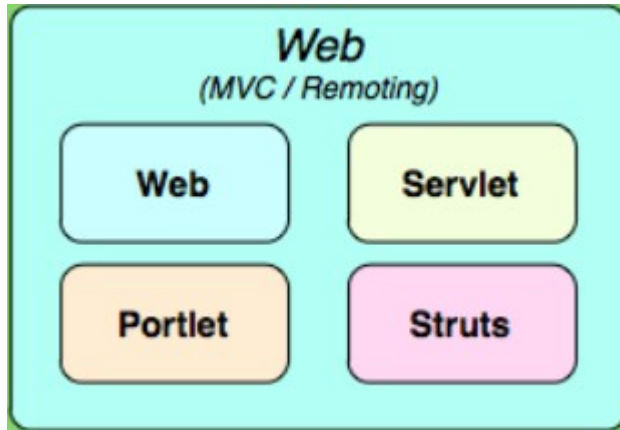 Web
(MVC / Remoting)
Web
Servlet
Portlet
Struts